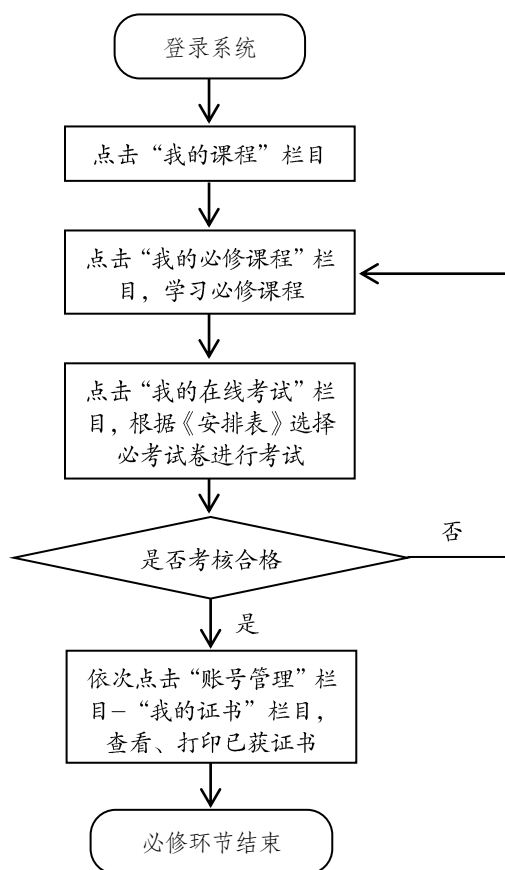 登录系统
点击“我的课程”栏目
点击“我的必修课程”栏
目，学习必修课程
点击“我的在线考试”栏
目，根据《安排表》选择
必考试卷进行考试
是否考核合格
否
是
依次点击“账号管理”栏
目–“我的证书”栏目，
查看、打印已获证书
必修环节结束